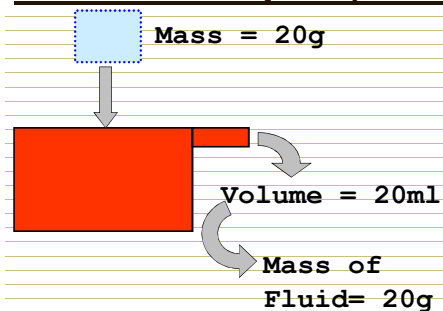 Mass = 20g
Volume = 20ml
Mass of
Fluid= 20g